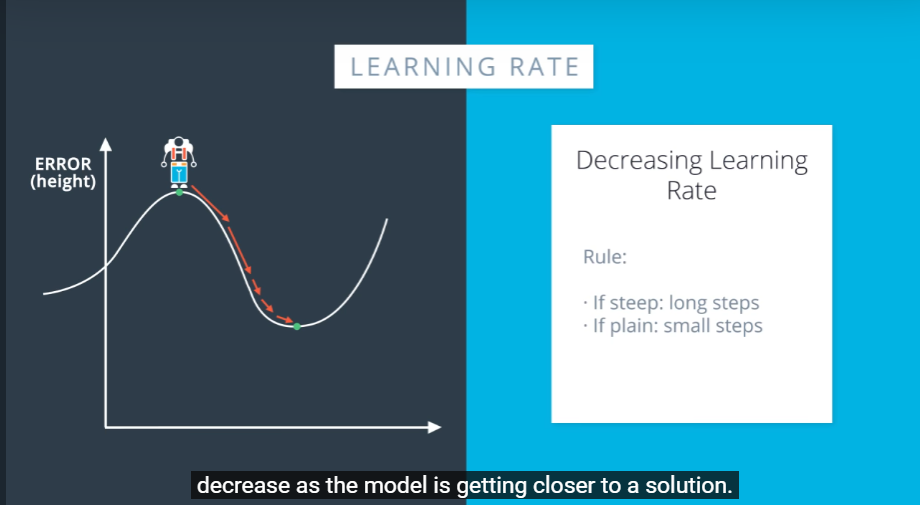 LEARNING RATE
ERROR
(height)
Decreasing Learning
Rate
Rule:
· If steep: long steps
· If plain: small steps
decrease as the model is getting closer to a solution.